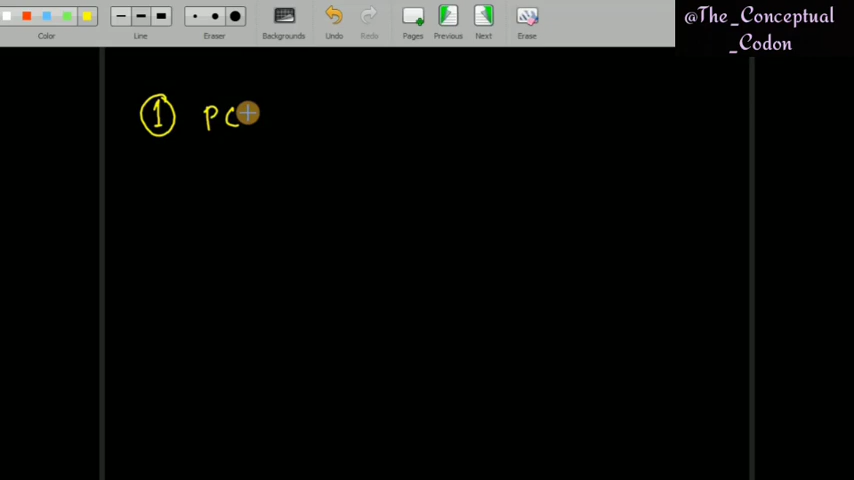 Color
Line
Eraser
Backgrounds
Undo
Redo
Pages
Previous
Next
Erase
@The_Conceptual
_Codon
1 PC